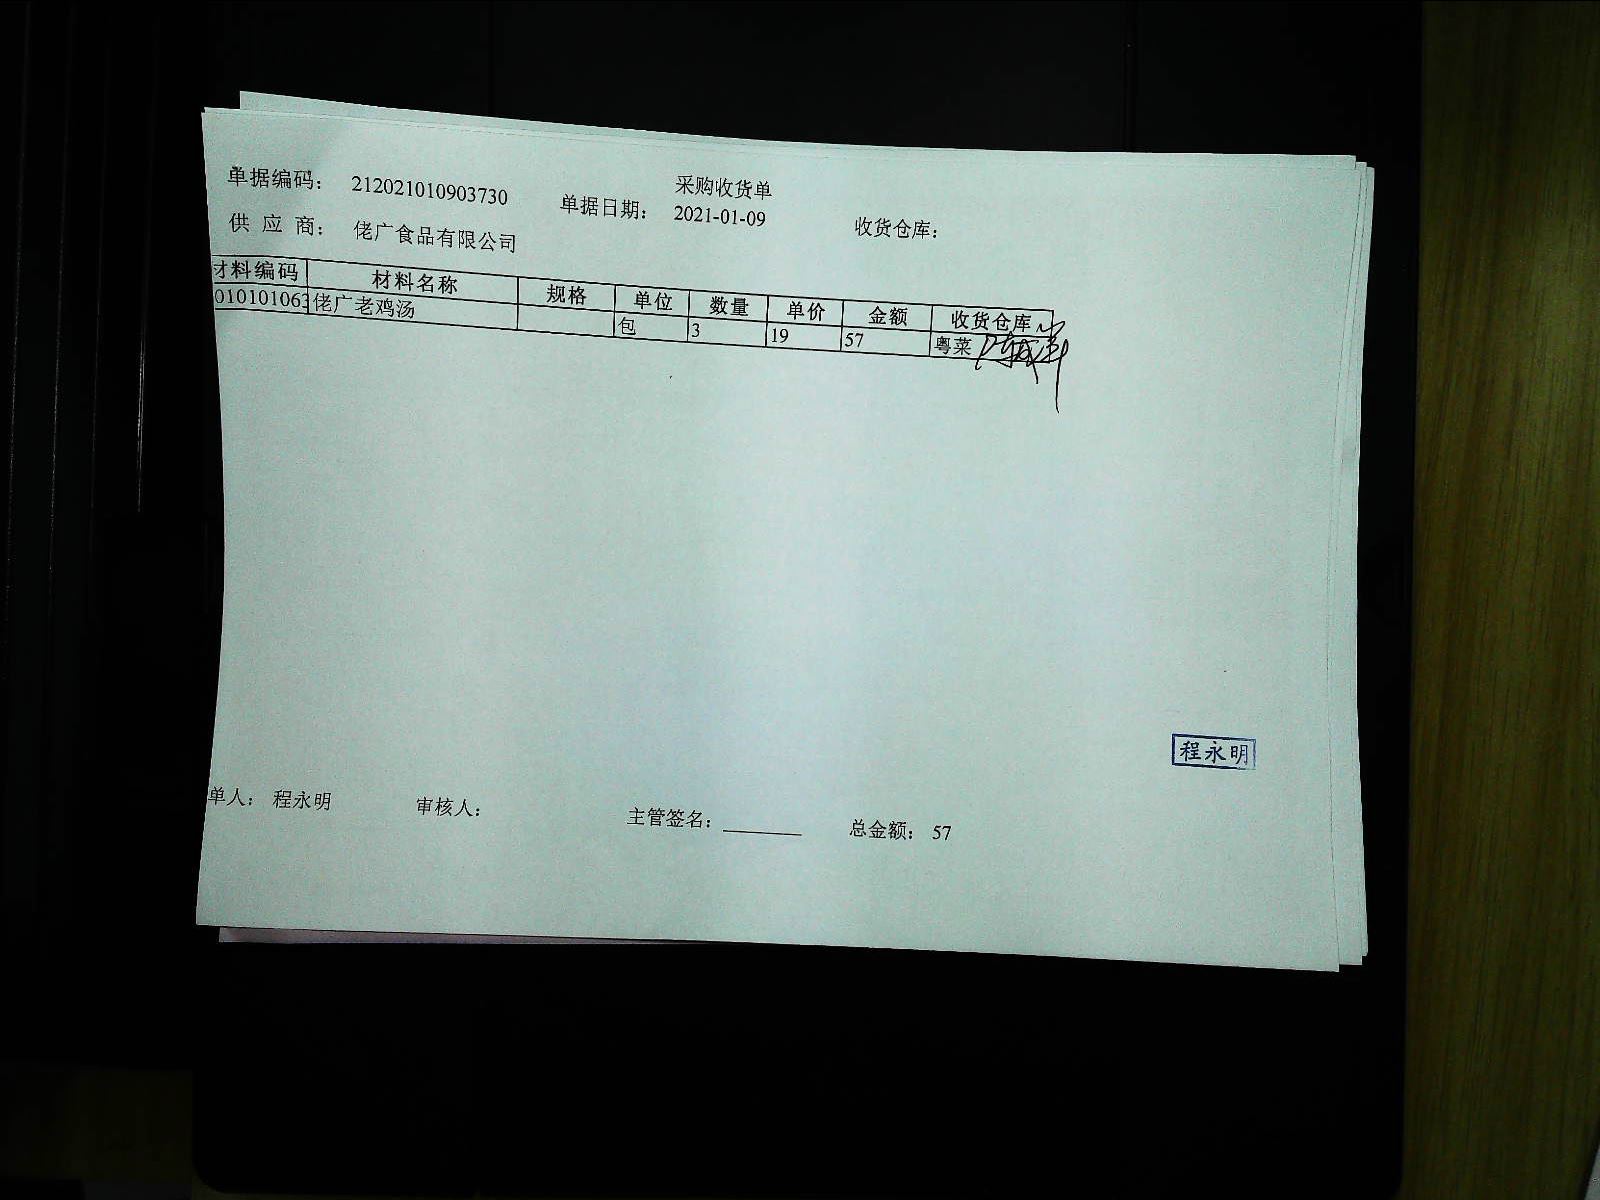 采购收货单
单据编码： 212021010903730 单据日期： 2021-01-09 收货仓库：
供 应 商： 佬广食品有限公司
材料编码 材料名称 规格 单位 数量 单价 金额 收货仓库
010101063 佬广老鸡汤 包 3 19 57 粤菜
程永明
单人： 程永明 审核人： 主管签名： 总金额： 57